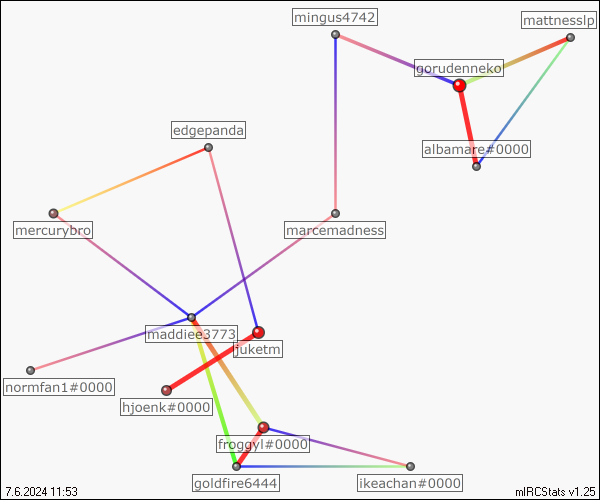 mingus4742
mattnesslp
gorudenneko
edgepanda
albamare#0000
mercurybro
marcemadness
maddiee3773
juketm
normfan1#0000
hjoenk#0000
froggyl#0000
goldfire6444
ikeachan#0000
7.6.2024 11:53
mIRCStats v1.25